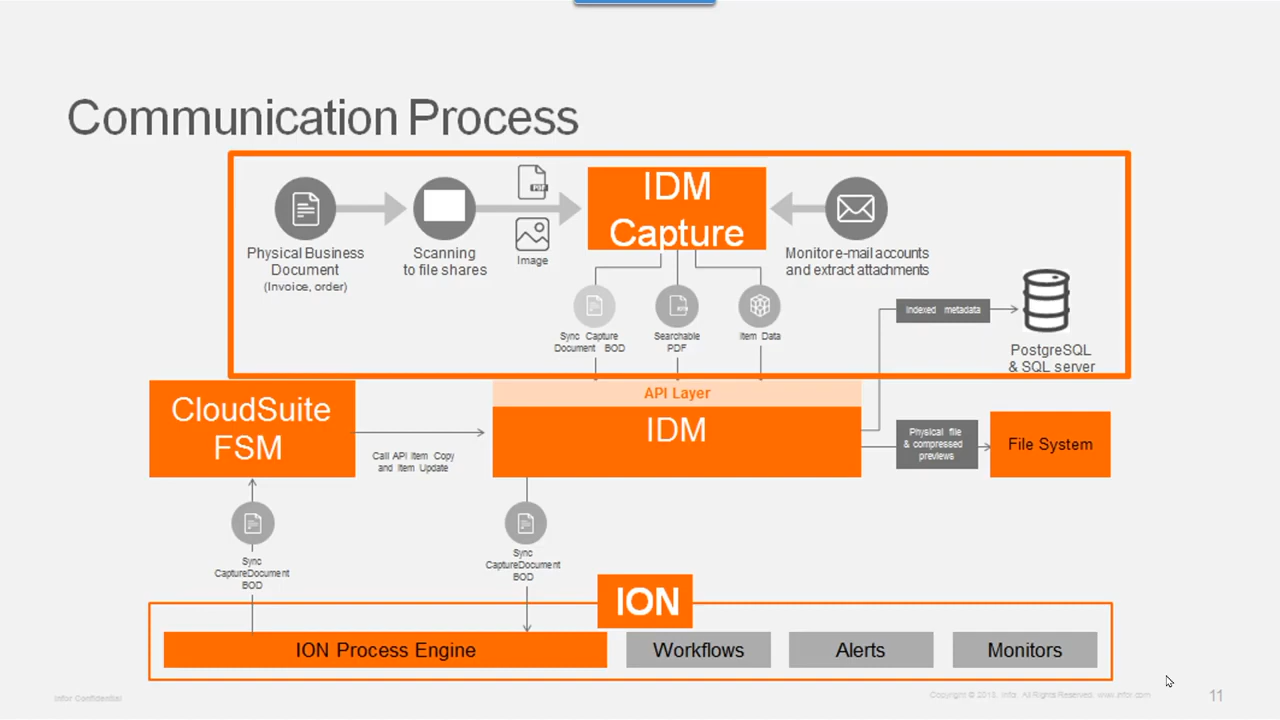 Communication Process
PDF
IDM
Capture
Image
Physical Business
Document
(Invoice, order)
Scanning
to file shares
Monitor e-mail accounts
and extract attachments
Sync Capture
Document BOD
Searchable
PDF
Item Data
Indexed metadata
PostgreSQL
& SQL server
CloudSuite
FSM
Call API Item Copy
and Item Update
API Layer
IDM
Physical file
& compressed
previews
File System
Sync
CaptureDocument
BOD
Sync
CaptureDocument
BOD
ION
ION Process Engine
Workflows
Alerts
Monitors
Infor Confidential
Copyright © 2018, Infor. All Rights Reserved. www.infor.com
11